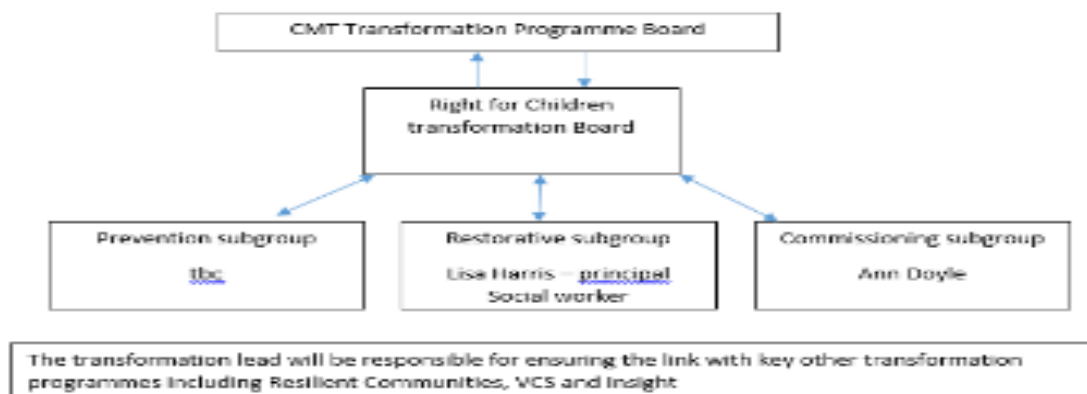 CMT Transformation Programme Board
Right for Children
transformation Board
Prevention subgroup
tbc
Restorative subgroup
Lisa Harris – principal
Social worker
Commissioning subgroup
Ann Doyle
The transformation lead will be responsible for ensuring the link with key other transformation
programmes including Resilient Communities, VCS and Insight